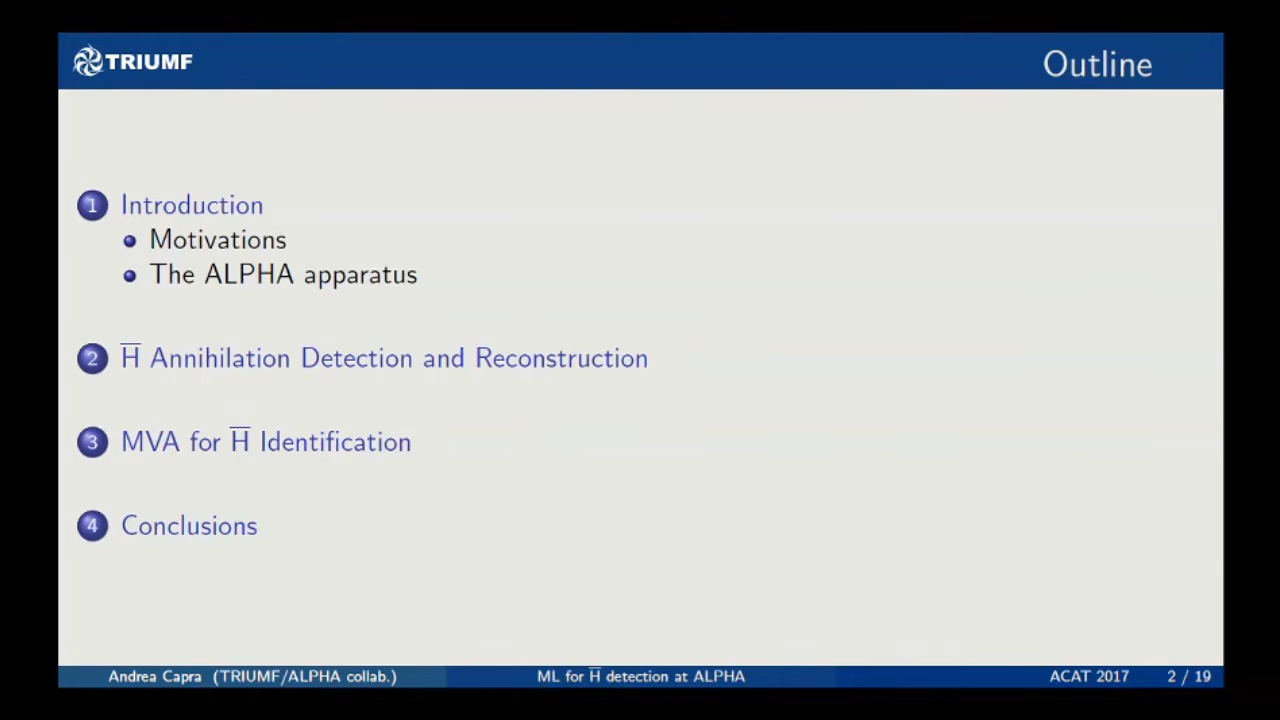 TRIUMF
Outline
1 Introduction
• Motivations
• The ALPHA apparatus
2 H̅ Annihilation Detection and Reconstruction
3 MVA for H̅ Identification
4 Conclusions
Andrea Capra (TRIUMF/ALPHA collab.)
ML for H̅ detection at ALPHA
ACAT 2017
2 / 19